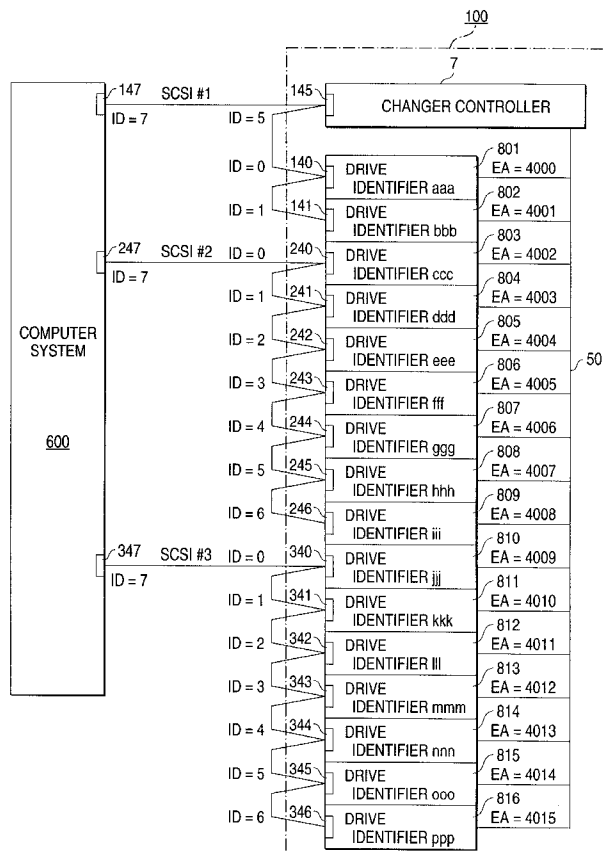 100
7
147
SCSI #1
145
CHANGER CONTROLLER
ID = 7
ID = 5
801
ID = 0
140
DRIVE
IDENTIFIER aaa
EA = 4000
802
ID = 1
141
DRIVE
IDENTIFIER bbb
EA = 4001
803
247
SCSI #2
ID = 0
240
DRIVE
IDENTIFIER ccc
EA = 4002
ID = 7
804
ID = 1
241
DRIVE
IDENTIFIER ddd
EA = 4003
805
COMPUTER
SYSTEM
ID = 2
242
DRIVE
IDENTIFIER eee
EA = 4004
50
806
ID = 3
243
DRIVE
IDENTIFIER fff
EA = 4005
807
600
ID = 4
244
DRIVE
IDENTIFIER ggg
EA = 4006
808
ID = 5
245
DRIVE
IDENTIFIER hhh
EA = 4007
809
ID = 6
246
DRIVE
IDENTIFIER iii
EA = 4008
810
347
SCSI #3
ID = 0
340
DRIVE
IDENTIFIER jjj
EA = 4009
ID = 7
811
ID = 1
341
DRIVE
IDENTIFIER kkk
EA = 4010
812
ID = 2
342
DRIVE
IDENTIFIER lll
EA = 4011
813
ID = 3
343
DRIVE
IDENTIFIER mmm
EA = 4012
814
ID = 4
344
DRIVE
IDENTIFIER nnn
EA = 4013
815
ID = 5
345
DRIVE
IDENTIFIER ooo
EA = 4014
816
ID = 6
346
DRIVE
IDENTIFIER ppp
EA = 4015